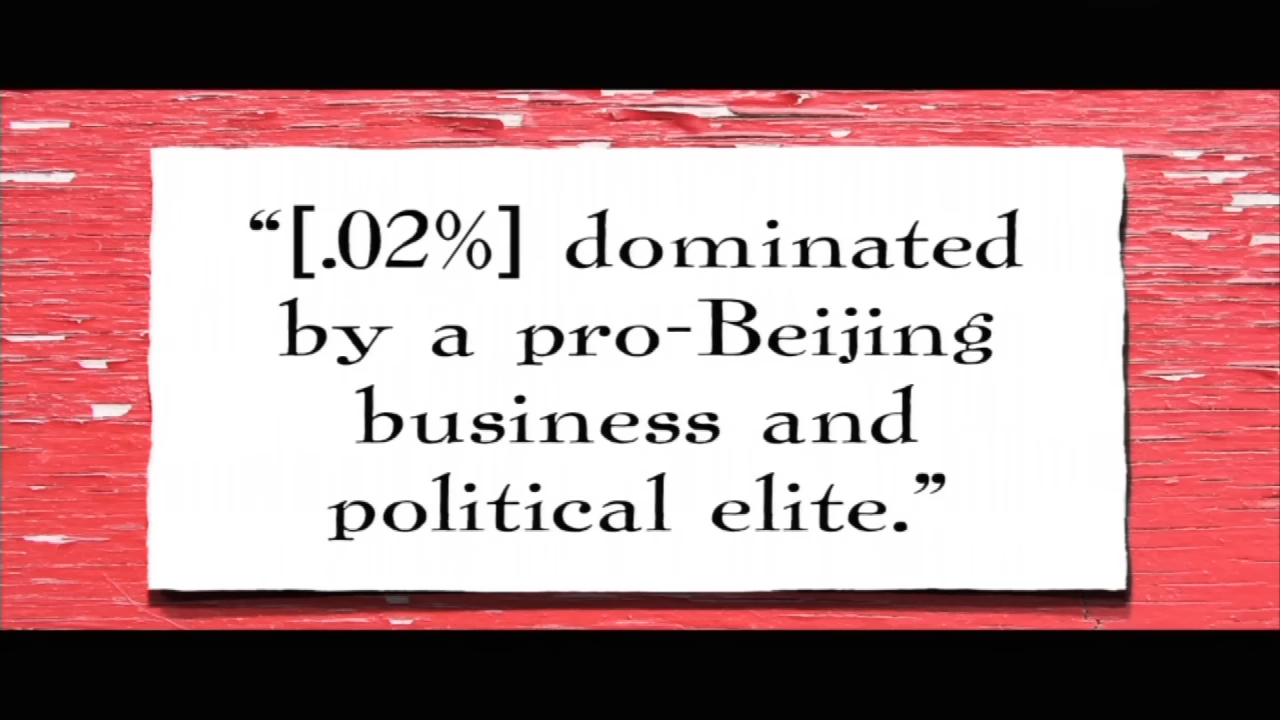 “[.02%] dominated
by a pro-Beijing
business and
political elite.”